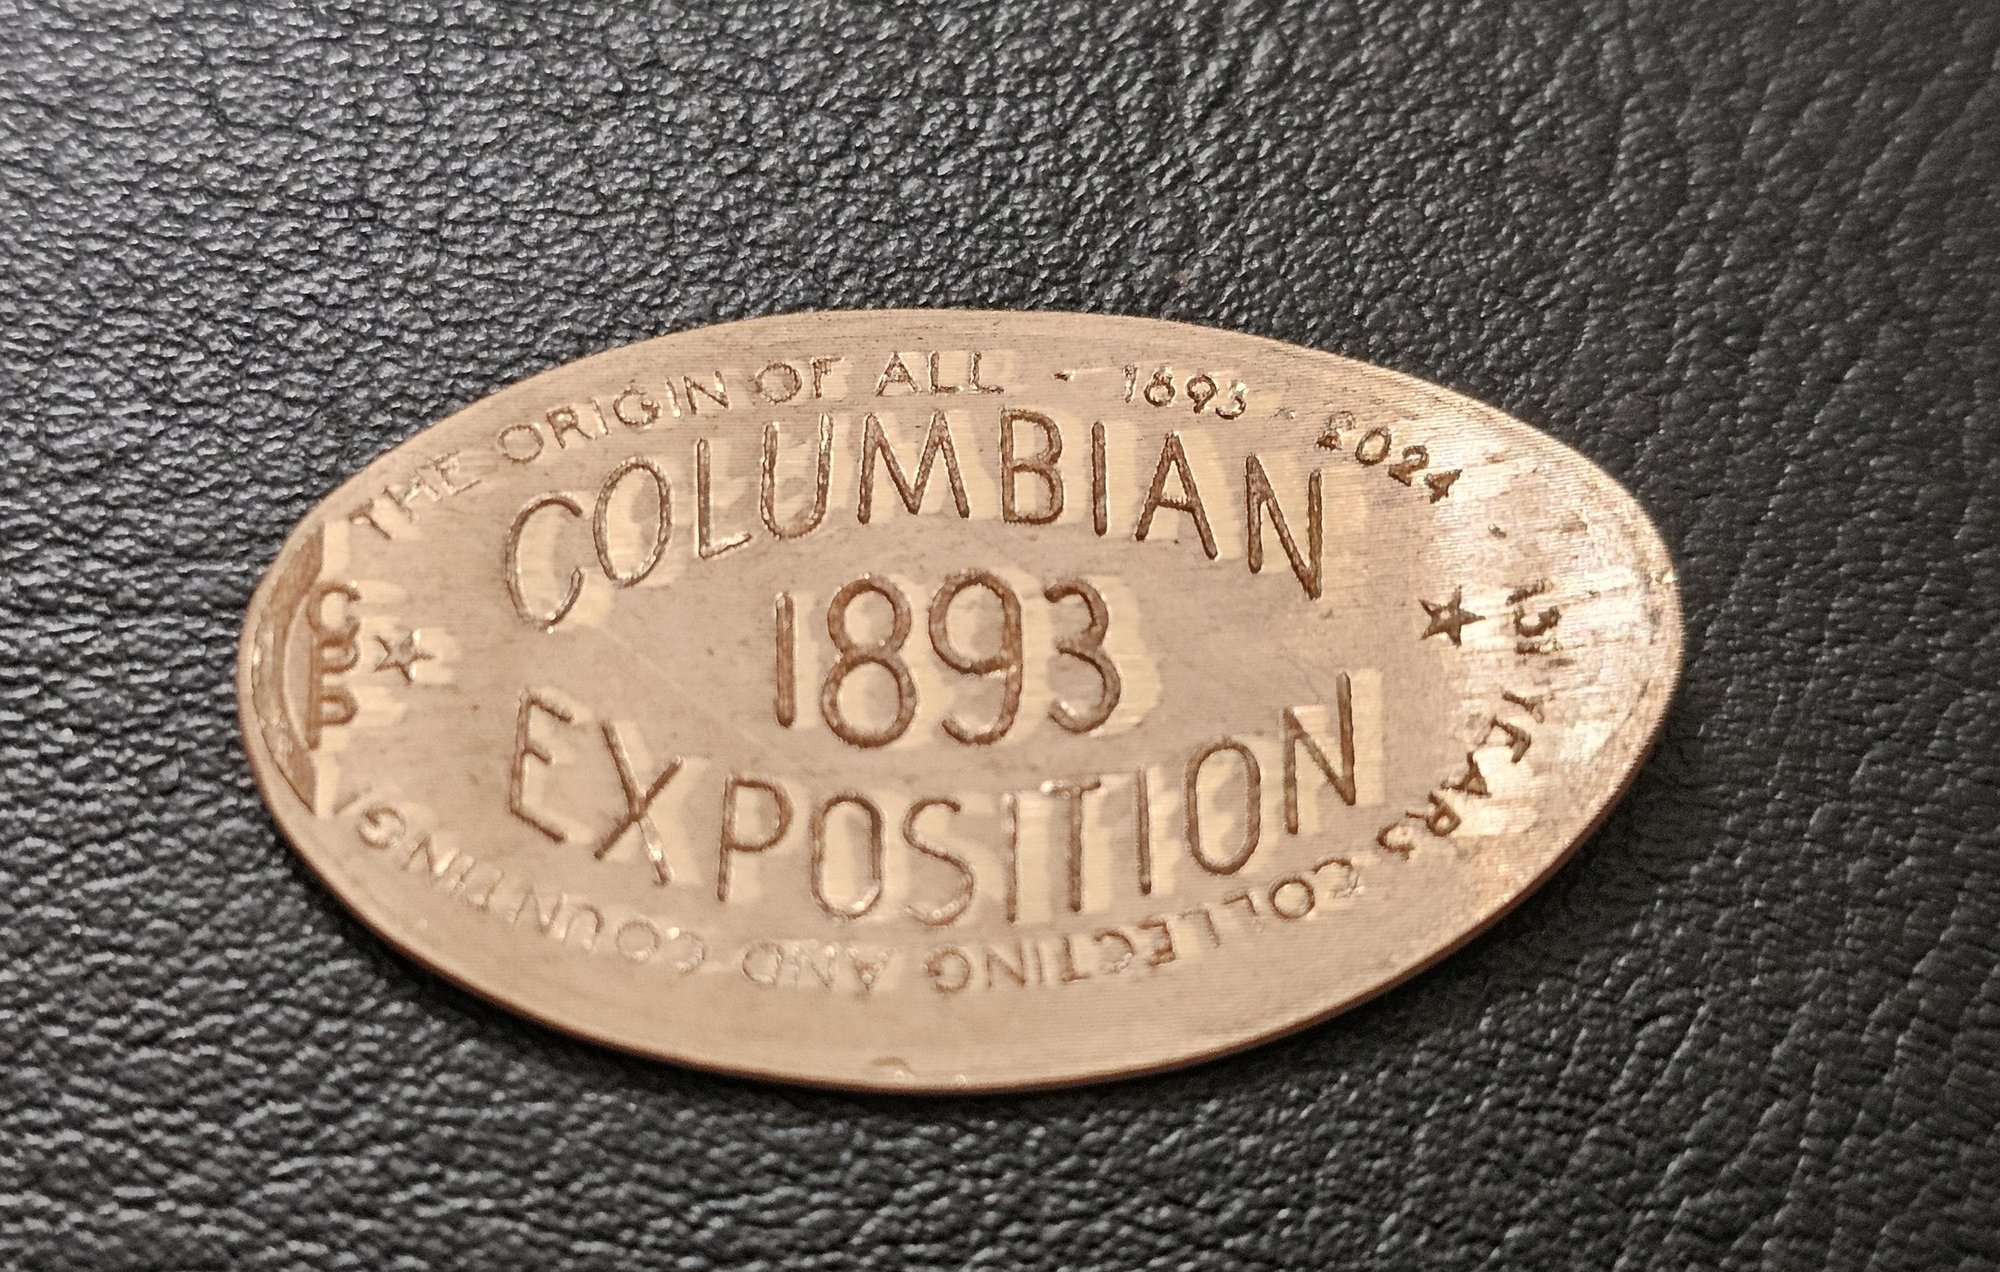 THE ORIGIN OF ALL - 1893 - 2024 - 131 YEARS COLLECTING AND COUNTING!
COLUMBIAN
1893
EXPOSITION